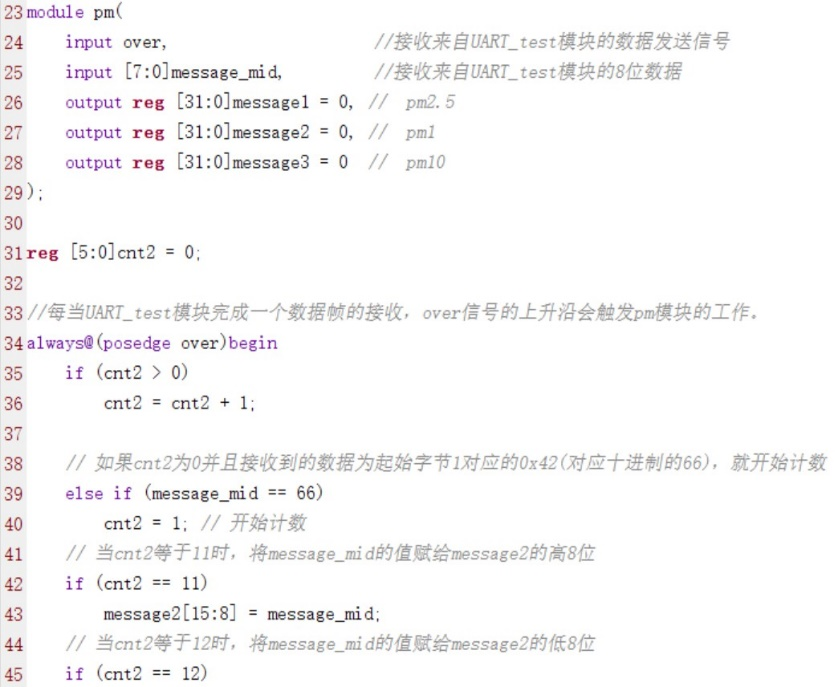 23 module pm(
24     input over,                    //接收来自UART_test模块的数据发送信号
25     input [7:0]message_mid,        //接收来自UART_test模块的8位数据
26     output reg [31:0]message1 = 0, //  pm2.5
27     output reg [31:0]message2 = 0, //  pm1
28     output reg [31:0]message3 = 0  //  pm10
29 );
30
31 reg [5:0]cnt2 = 0;
32
33 //每当UART_test模块完成一个数据帧的接收，over信号的上升沿会触发pm模块的工作。
34 always@(posedge over)begin
35     if (cnt2 > 0)
36         cnt2 = cnt2 + 1;
37
38     // 如果cnt2为0并且接收到的数据为起始字节1对应的0x42(对应十进制的66)，就开始计数
39     else if (message_mid == 66)
40         cnt2 = 1; // 开始计数
41     // 当cnt2等于11时，将message_mid的值赋给message2的高8位
42     if (cnt2 == 11)
43         message2[15:8] = message_mid;
44     // 当cnt2等于12时，将message_mid的值赋给message2的低8位
45     if (cnt2 == 12)